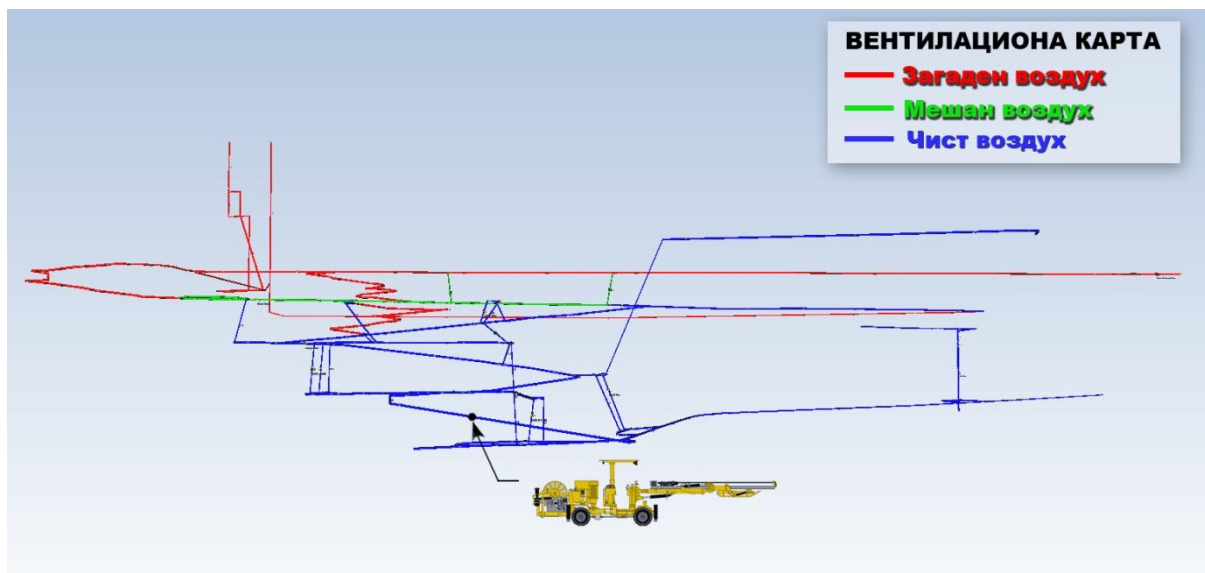 ВЕНТИЛАЦИОНА КАРТА
Загаден воздух
Мешан воздух
Чист воздух